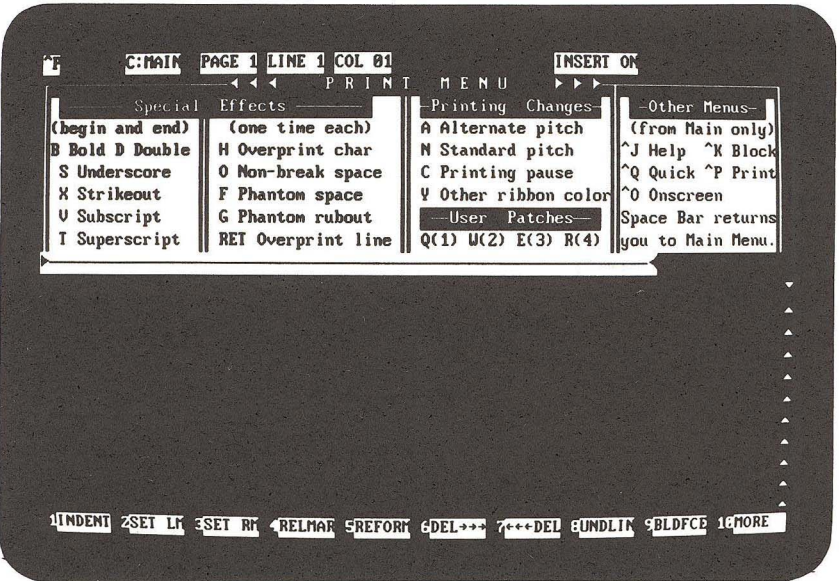 ^P C:MAIN PAGE 1 LINE 1 COL 01 INSERT ON
PRINT MENU
Special Effects Printing Changes Other Menus
(begin and end) (one time each) A Alternate pitch (from Main only)
B Bold D Double H Overprint char N Standard pitch ^J Help ^K Block
S Underscore O Non-break space C Printing pause ^Q Quick ^P Print
X Strikeout F Phantom space Y Other ribbon color ^O Onscreen
V Subscript G Phantom rubout User Patches Space Bar returns
T Superscript RET Overprint line Q(1) W(2) E(3) R(4) you to Main Menu.
1INDENT 2SET LM 3SET RM 4RELMAR 5REFORM 6DEL→→→ 7←←←DEL 8UNDLIN 9BLDFCE 10MORE